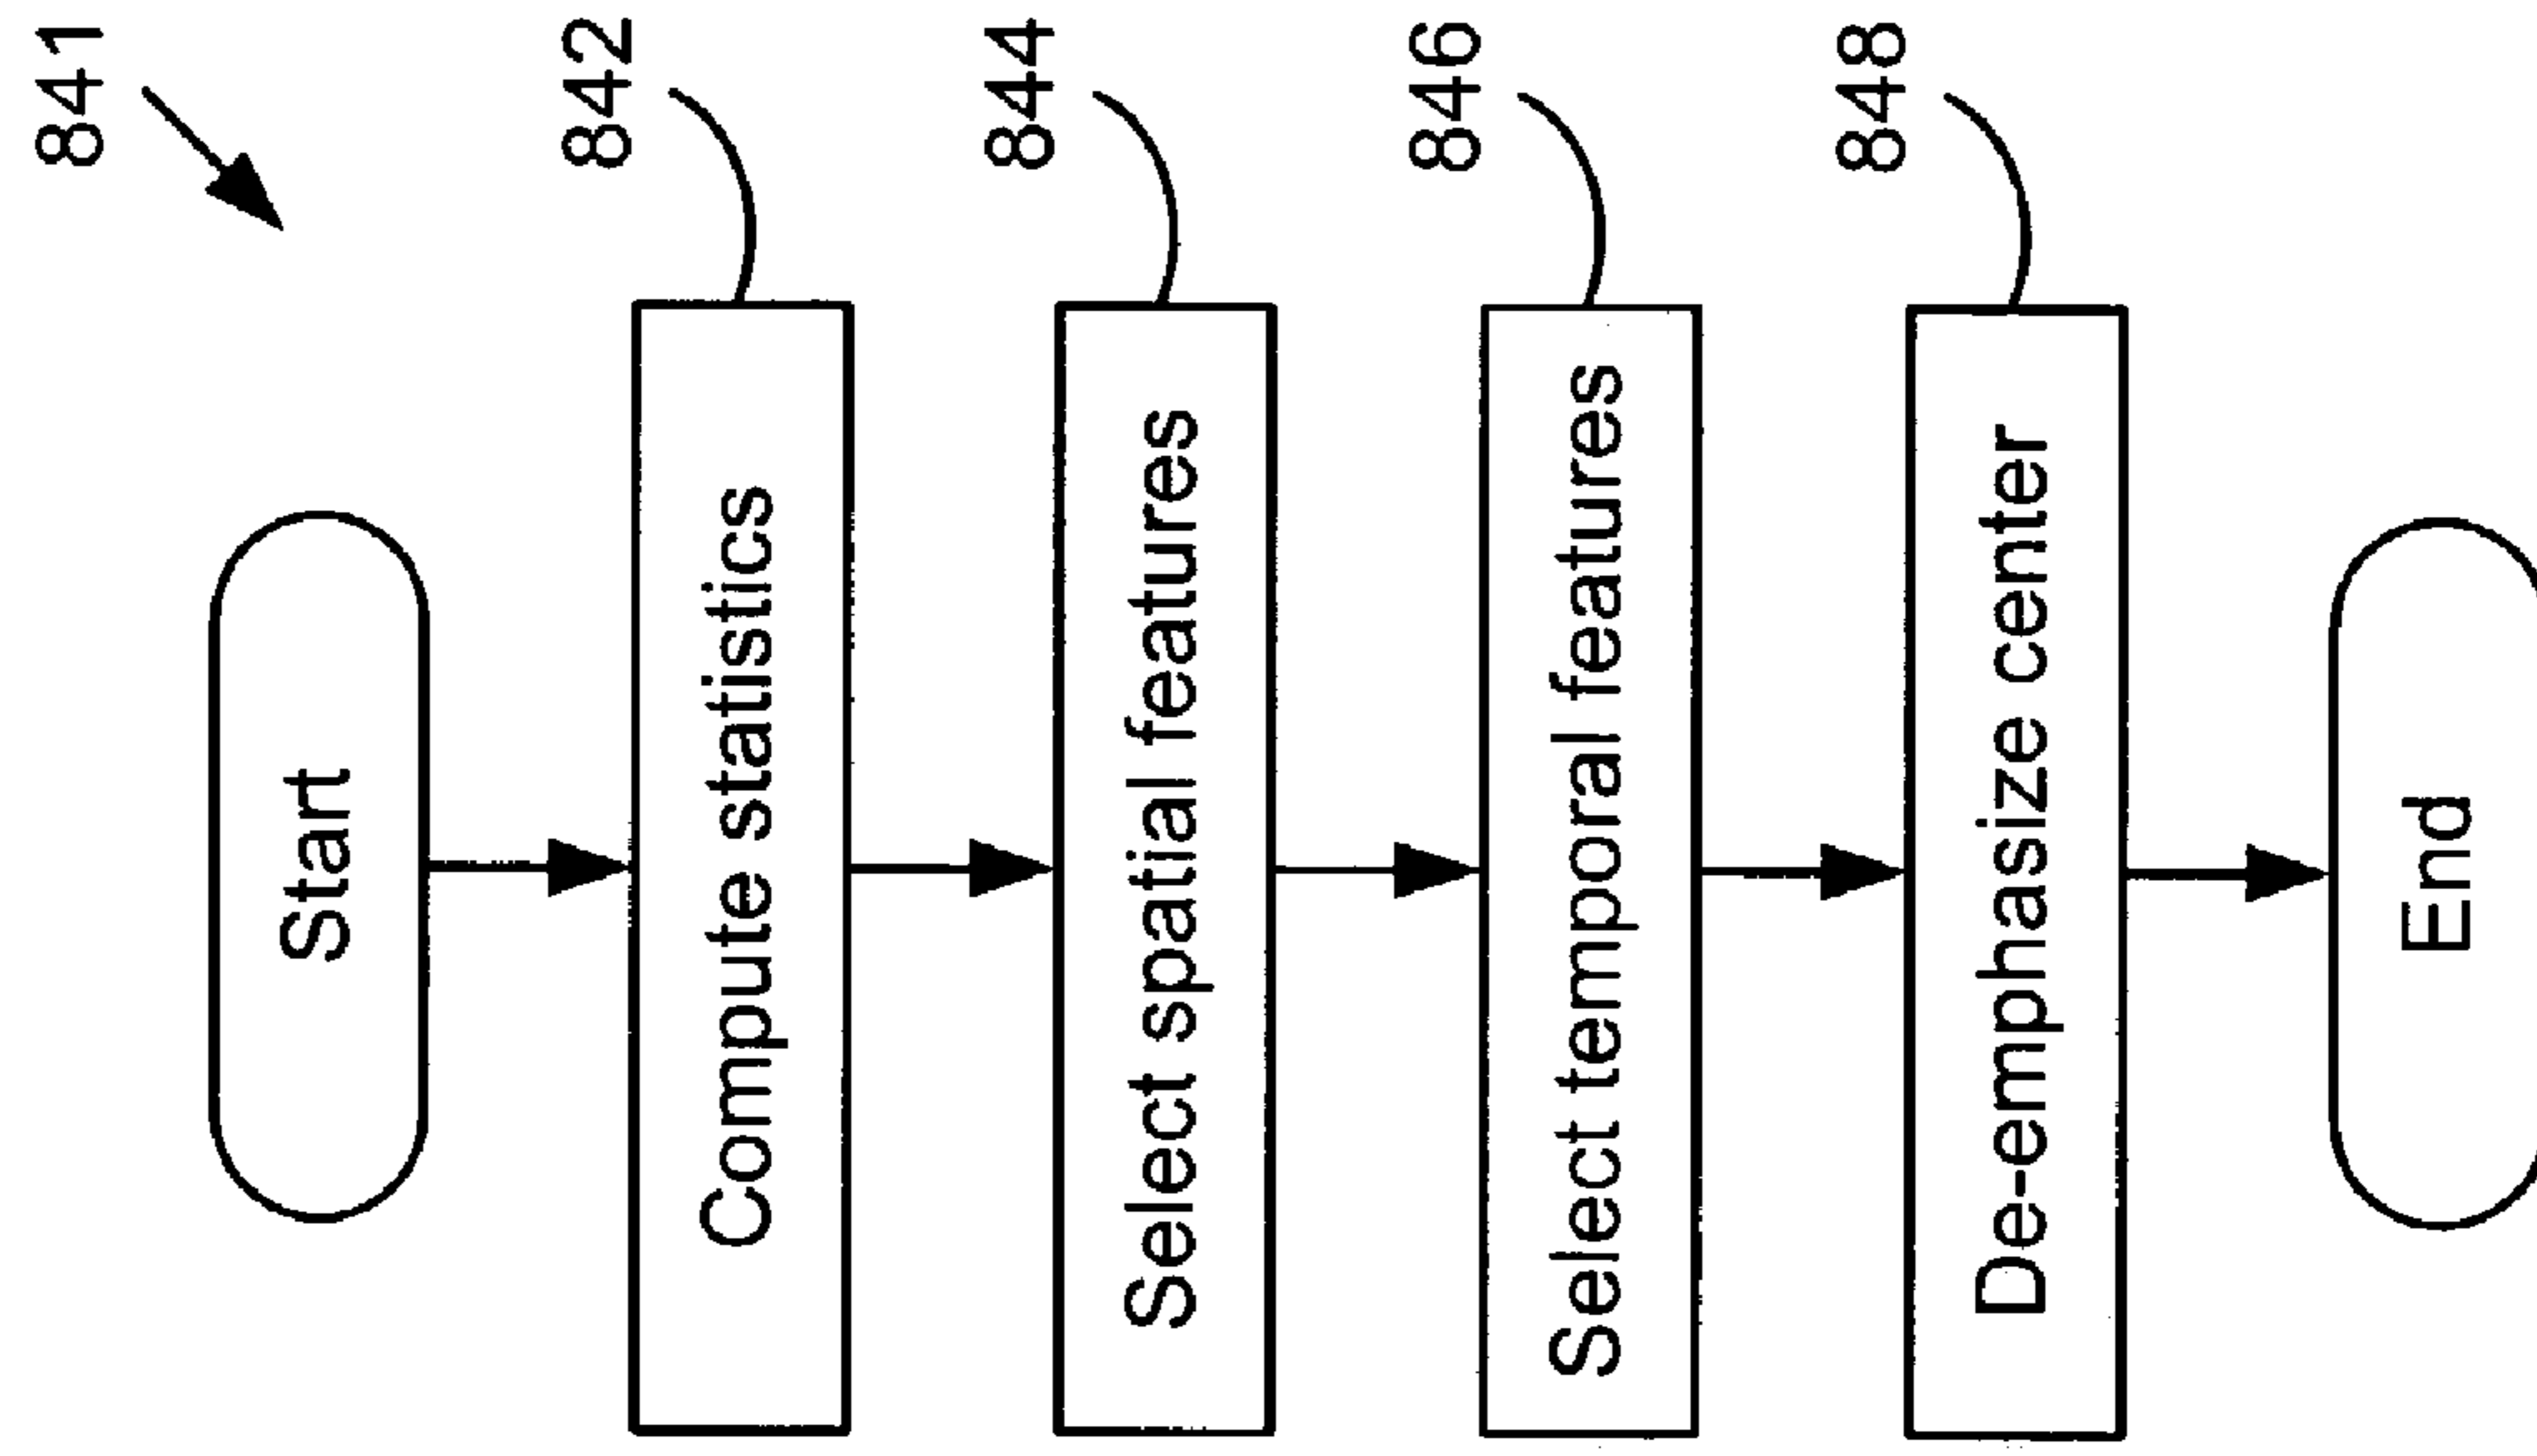 841
Start
842
Compute statistics
844
Select spatial features
846
Select temporal features
848
De-emphasize center
End